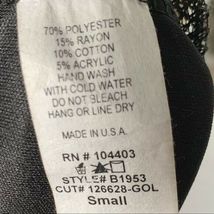 70% POLYESTER
15% RAYON
10% COTTON
5% ACRYLIC
HAND WASH
WITH COLD WATER
DO NOT BLEACH
HANG OR LINE DRY
MADE IN U.S.A.
RN # 104403
STYLE# B1953
CUT# 126628-GOL
Small